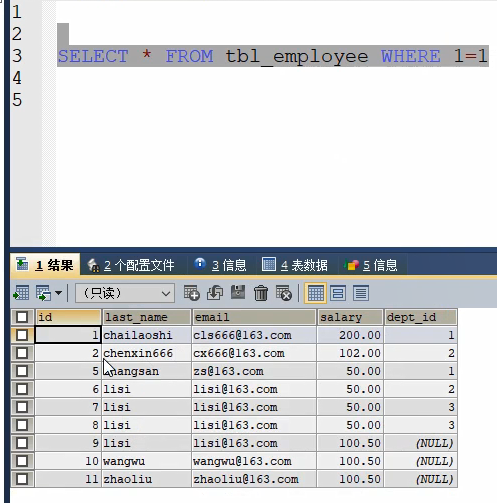 1
2
3 SELECT * FROM tbl_employee WHERE 1=1
4
5
1 结果 2 个配置文件 3 信息 4 表数据 5 信息
(只读)
id last_name email salary dept_id
1 chailaoshi cls666@163.com 200.00 1
2 chenxin666 cx666@163.com 102.00 2
5 zhangsan zs@163.com 50.00 1
6 lisi lisi@163.com 50.00 2
7 lisi lisi@163.com 50.00 3
8 lisi lisi@163.com 50.00 3
9 lisi lisi@163.com 100.50 (NULL)
10 wangwu wangwu@163.com 100.50 (NULL)
11 zhaoliu zhaoliu@163.com 100.50 (NULL)